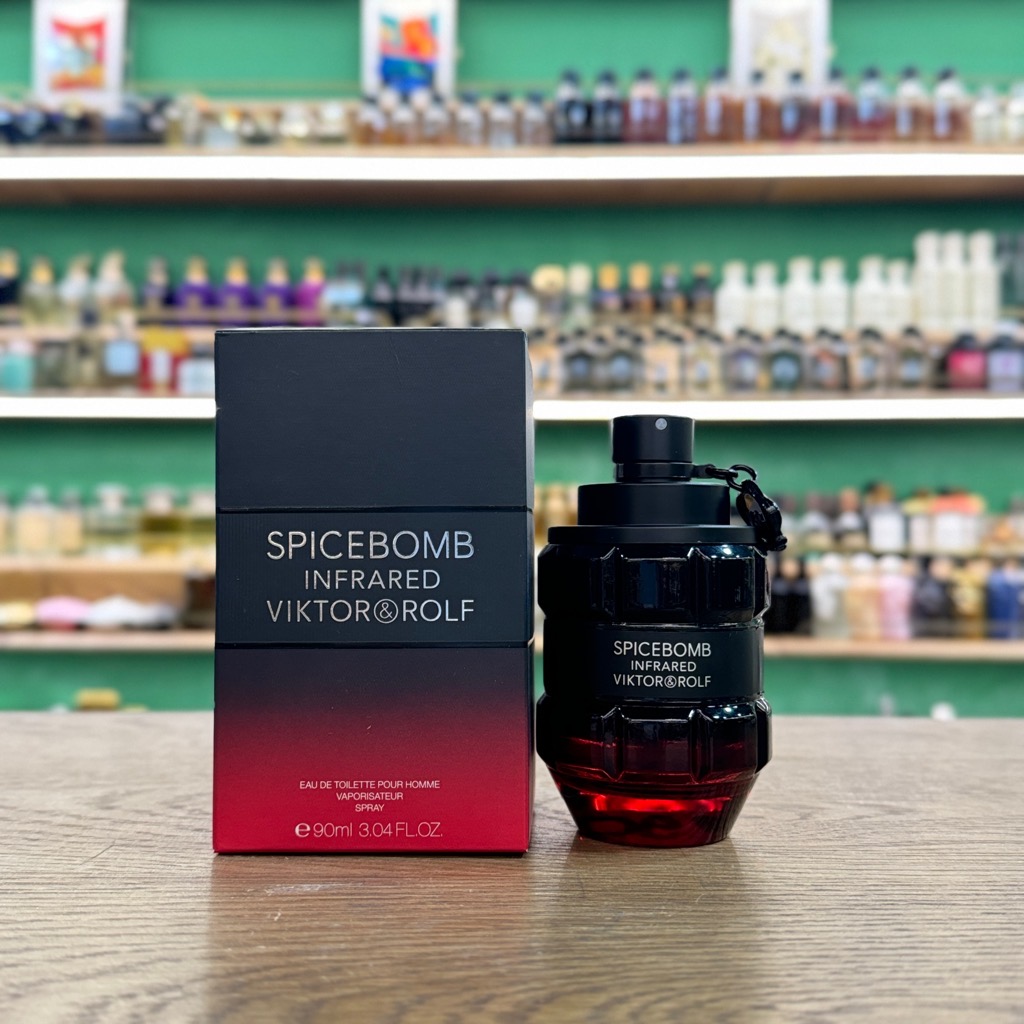 SPICEBOMB
INFRARED
VIKTOR&ROLF
EAU DE TOILETTE POUR HOMME
VAPORISATEUR
SPRAY
℮90ml 3.04 FL.OZ.
SPICEBOMB
INFRARED
VIKTOR&ROLF